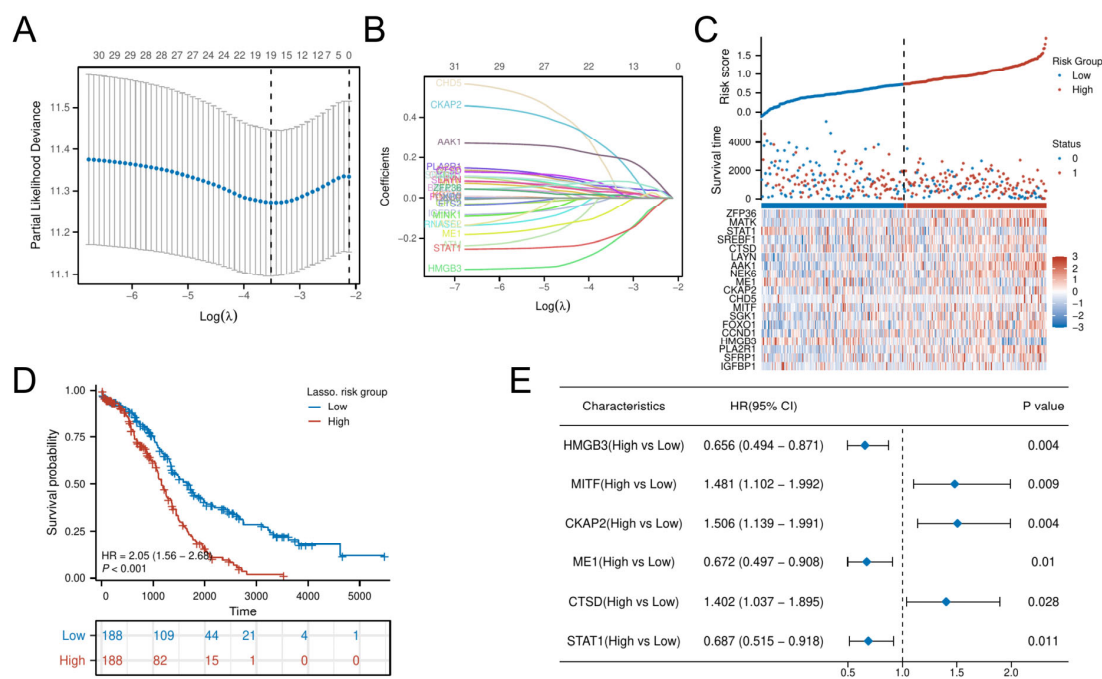 A
30 29 29 28 28 27 27 24 24 22 19 19 15 12 12 7 5 0
Partial Likelihood Deviance
11.5
11.4
11.3
11.2
11.1
−6 −5 −4 −3 −2
Log(λ)
B
31 29 27 22 13 0
Coefficients
0.4
0.2
0.0
−0.2
CHD5
CKAP2
AAK1
PLA2R1
ZFP36
RNASEL
ME1
STAT1
HMGB3
−7 −6 −5 −4 −3 −2
Log(λ)
C
Risk score
1.5
1.0
0.5
0.0
Risk Group
Low
High
Survival time
4000
2000
0
Status
0
1
ZFP36
MATK
STAT1
SREBF1
CTSD
LAYN
AAK1
NEK6
ME1
CKAP2
CHD5
MITF
SGK1
FOXO1
CCND1
HMGB3
PLA2R1
SFRP1
IGFBP1
3
2
1
0
−1
−2
−3
D
Survival probability
1.00
0.75
0.50
0.25
0.00
Lasso. risk group
Low
High
HR = 2.05 (1.56 − 2.68)
P < 0.001
0 1000 2000 3000 4000 5000
Time
Low 188 109 44 21 4 1
High 188 82 15 1 0 0
E
Characteristics HR(95% CI) P value
HMGB3(High vs Low) 0.656 (0.494 − 0.871) 0.004
MITF(High vs Low) 1.481 (1.102 − 1.992) 0.009
CKAP2(High vs Low) 1.506 (1.139 − 1.991) 0.004
ME1(High vs Low) 0.672 (0.497 − 0.908) 0.01
CTSD(High vs Low) 1.402 (1.037 − 1.895) 0.028
STAT1(High vs Low) 0.687 (0.515 − 0.918) 0.011
0.5 1.0 1.5 2.0